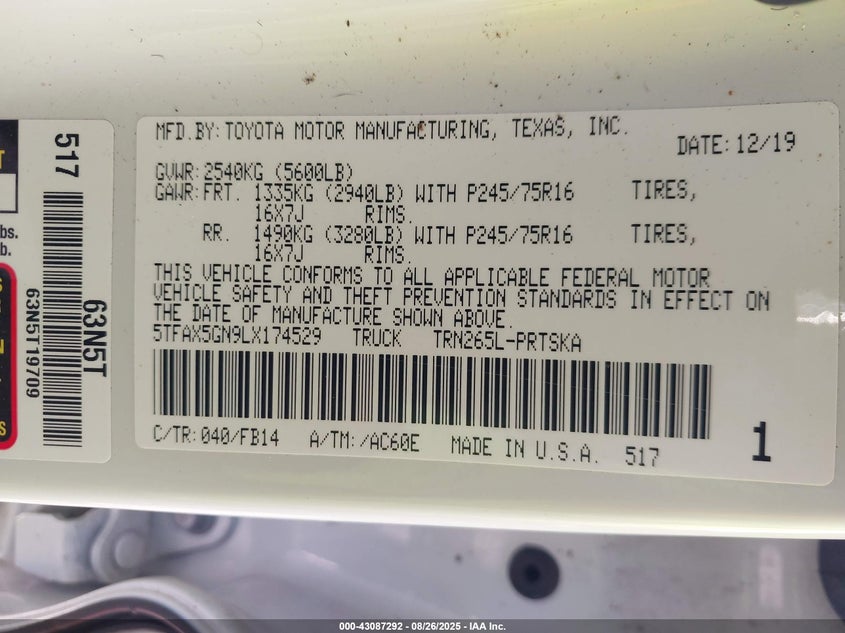 MFD.BY:TOYOTA MOTOR MANUFACTURING, TEXAS, INC.
DATE:12/19
GVWR:2540KG (5600LB)
GAWR:FRT. 1335KG (2940LB) WITH P245/75R16 TIRES,
16X7J RIMS.
RR. 1490KG (3280LB) WITH P245/75R16 TIRES,
16X7J RIMS.
THIS VEHICLE CONFORMS TO ALL APPLICABLE FEDERAL MOTOR
VEHICLE SAFETY AND THEFT PREVENTION STANDARDS IN EFFECT ON
THE DATE OF MANUFACTURE SHOWN ABOVE.
5TFAX5GN9LX174529 TRUCK TRN265L-PRTSKA
C/TR:040/FB14 A/TM:/AC60E MADE IN U.S.A. 517
1
517
63N5T
63N5T19709
bs.
b.
000-43087292 - 08/26/2025 - IAA Inc.